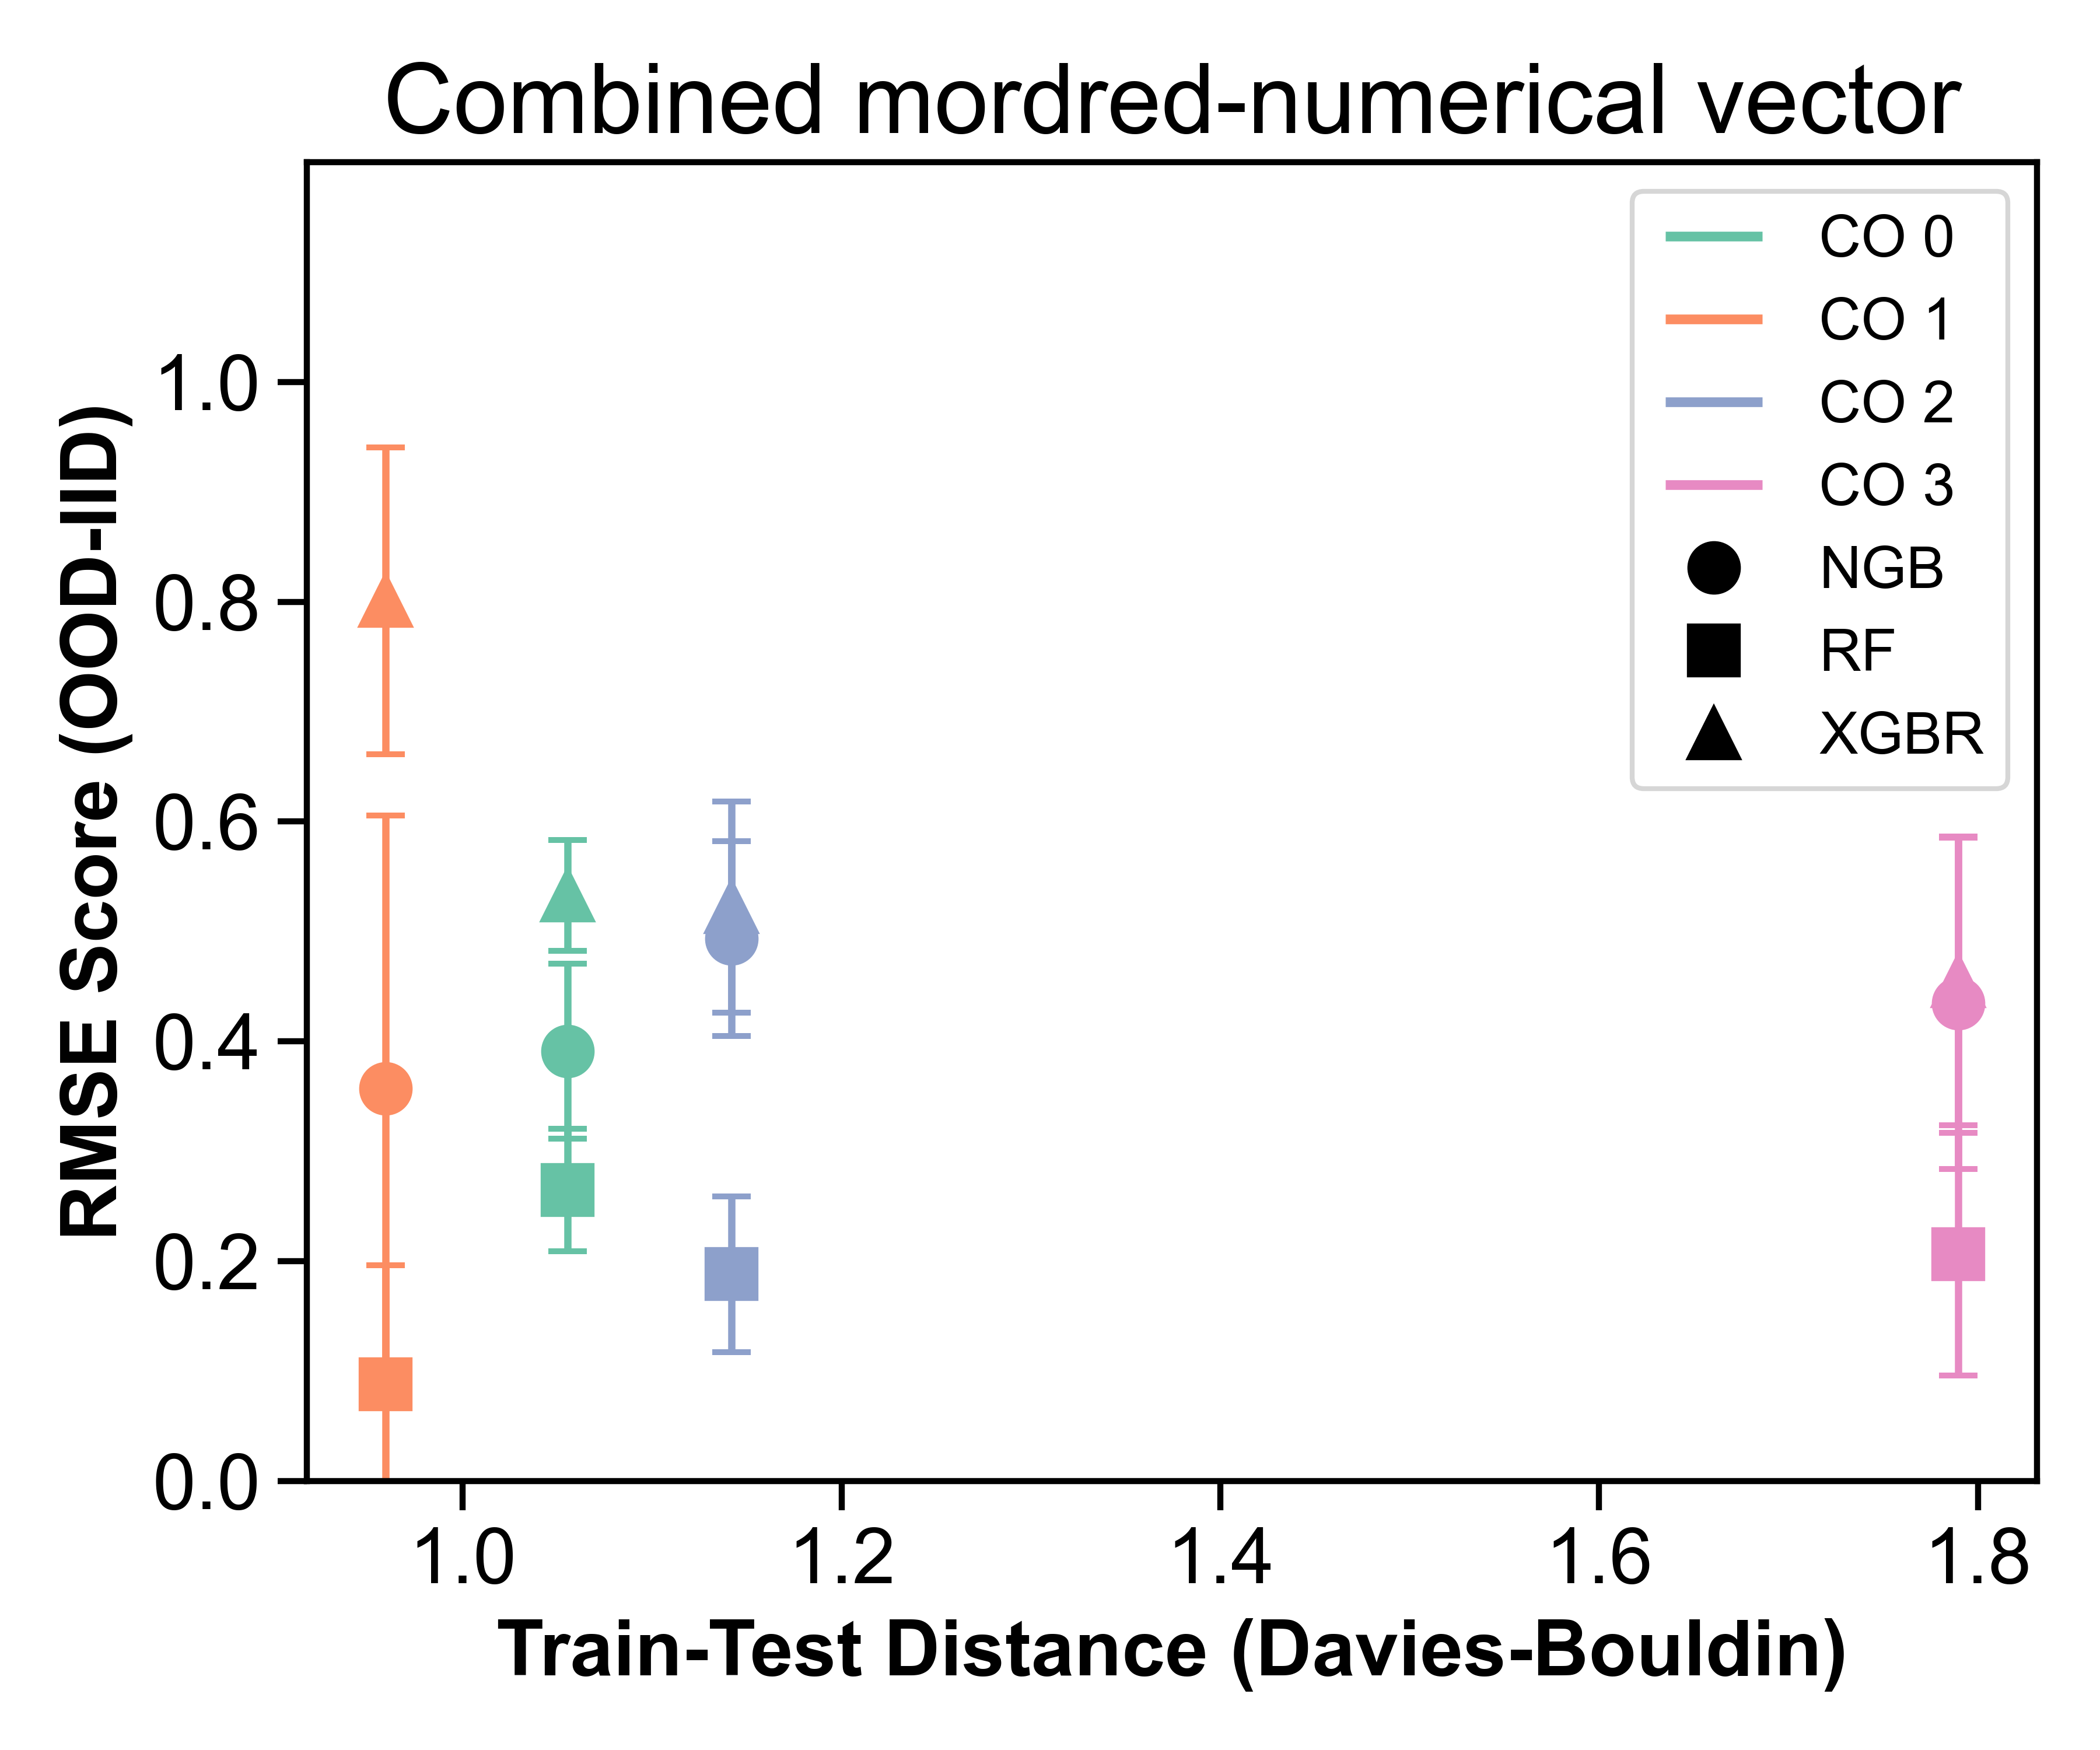 Combined mordred-numerical vector
CO 0
CO 1
CO 2
CO 3
NGB
RF
XGBR
RMSE Score (OOD-IID)
1.0
0.8
0.6
0.4
0.2
0.0
1.0 1.2 1.4 1.6 1.8
Train-Test Distance (Davies-Bouldin)